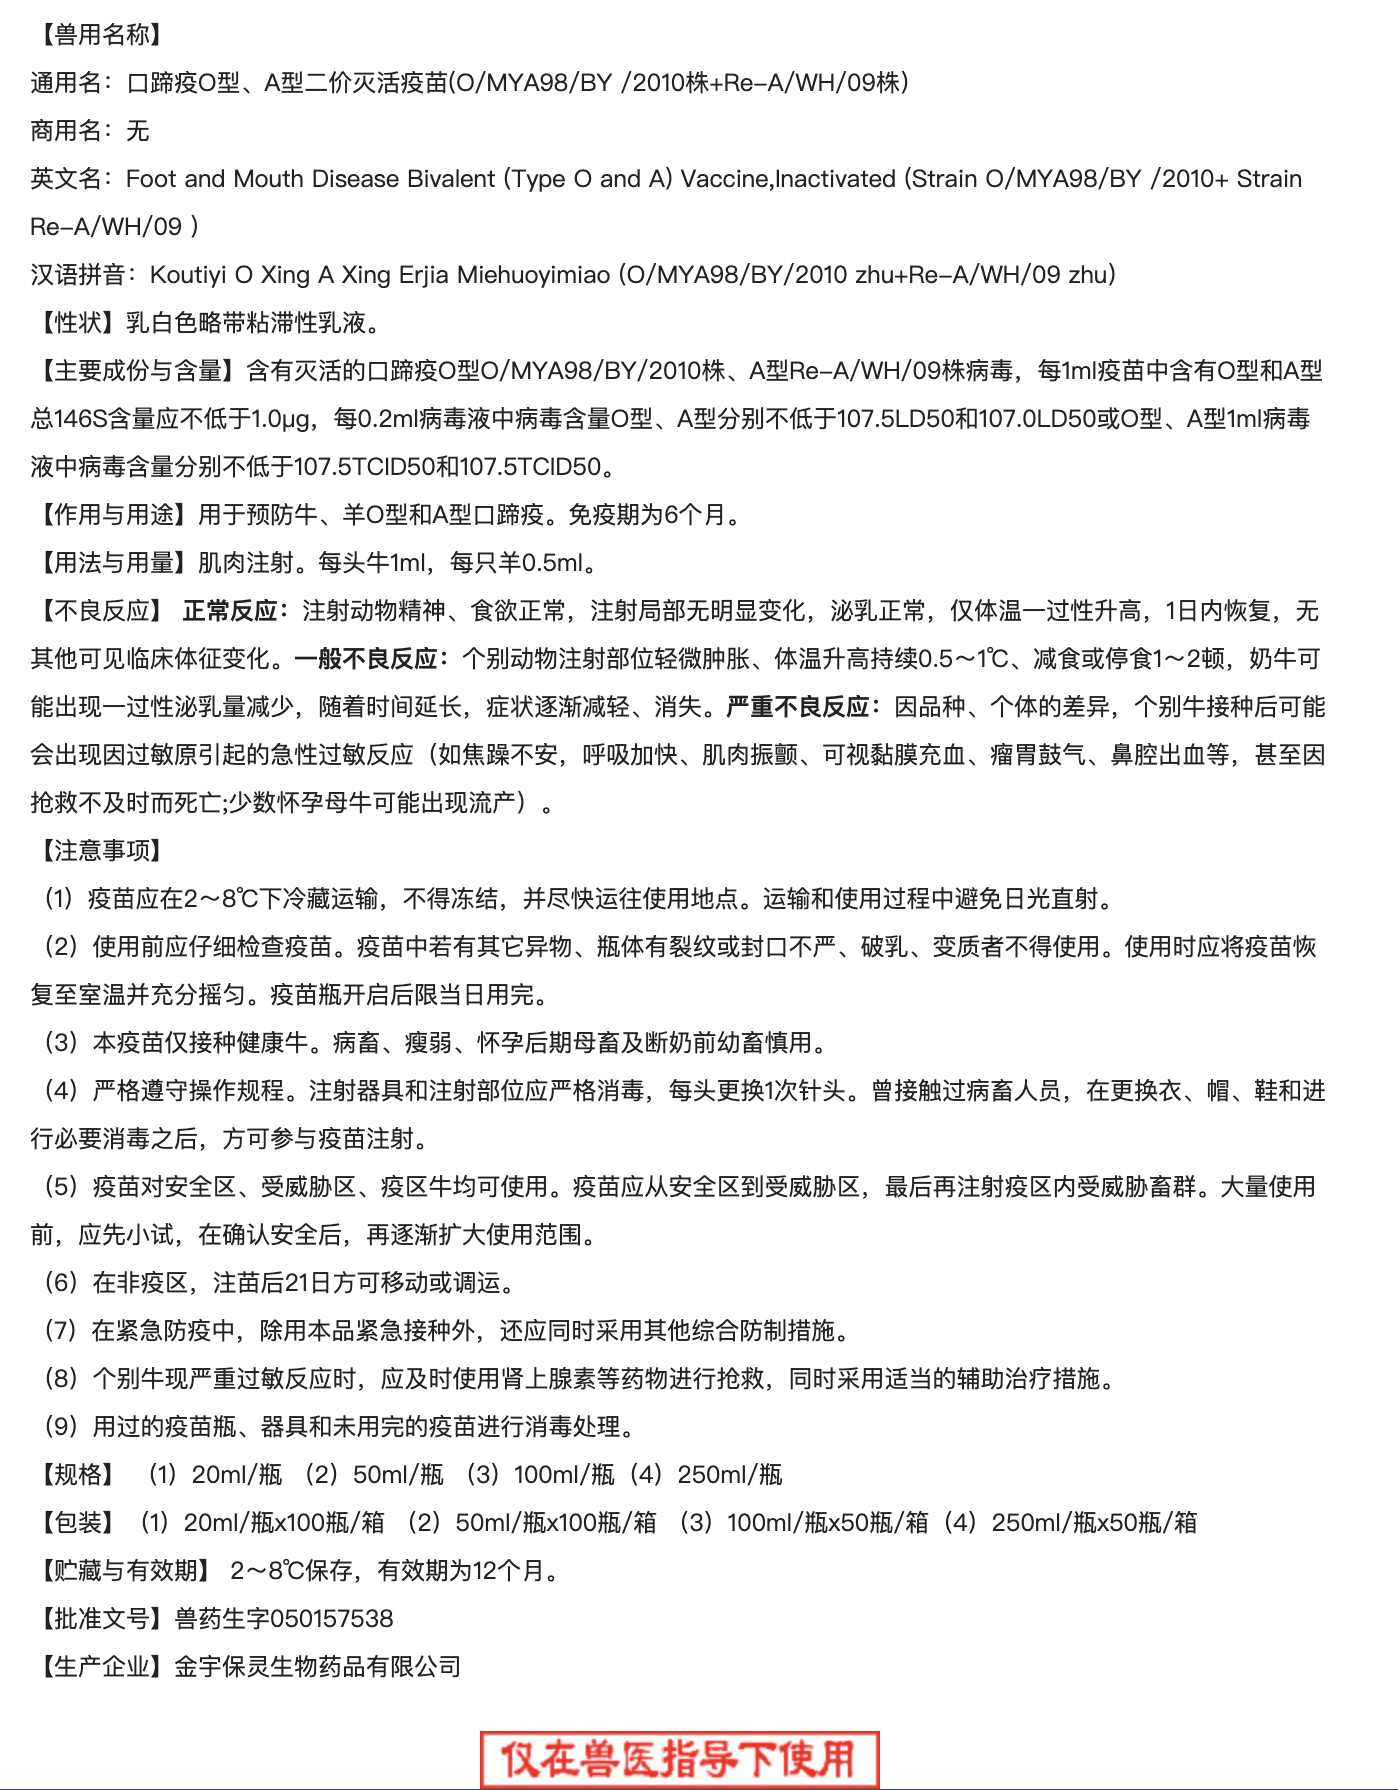 【兽用名称】
通用名：口蹄疫O型、A型二价灭活疫苗(O/MYA98/BY /2010株+Re-A/WH/09株)
商用名：无
英文名：Foot and Mouth Disease Bivalent (Type O and A) Vaccine,Inactivated (Strain O/MYA98/BY /2010+ Strain
Re-A/WH/09 )
汉语拼音：Koutiyi O Xing A Xing Erjia Miehuoyimiao (O/MYA98/BY/2010 zhu+Re-A/WH/09 zhu)
【性状】乳白色略带粘滞性乳液。
【主要成份与含量】含有灭活的口蹄疫O型O/MYA98/BY/2010株、A型Re-A/WH/09株病毒，每1ml疫苗中含有O型和A型
总146S含量应不低于1.0μg，每0.2ml病毒液中病毒含量O型、A型分别不低于107.5LD50和107.0LD50或O型、A型1ml病毒
液中病毒含量分别不低于107.5TCID50和107.5TCID50。
【作用与用途】用于预防牛、羊O型和A型口蹄疫。免疫期为6个月。
【用法与用量】肌肉注射。每头牛1ml，每只羊0.5ml。
【不良反应】 正常反应：注射动物精神、食欲正常，注射局部无明显变化，泌乳正常，仅体温一过性升高，1日内恢复，无
其他可见临床体征变化。一般不良反应：个别动物注射部位轻微肿胀、体温升高持续0.5～1℃、减食或停食1～2顿，奶牛可
能出现一过性泌乳量减少，随着时间延长，症状逐渐减轻、消失。严重不良反应：因品种、个体的差异，个别牛接种后可能
会出现因过敏原引起的急性过敏反应（如焦躁不安，呼吸加快、肌肉振颤、可视黏膜充血、瘤胃鼓气、鼻腔出血等，甚至因
抢救不及时而死亡;少数怀孕母牛可能出现流产）。
【注意事项】
（1）疫苗应在2～8℃下冷藏运输，不得冻结，并尽快运往使用地点。运输和使用过程中避免日光直射。
（2）使用前应仔细检查疫苗。疫苗中若有其它异物、瓶体有裂纹或封口不严、破乳、变质者不得使用。使用时应将疫苗恢
复至室温并充分摇匀。疫苗瓶开启后限当日用完。
（3）本疫苗仅接种健康牛。病畜、瘦弱、怀孕后期母畜及断奶前幼畜慎用。
（4）严格遵守操作规程。注射器具和注射部位应严格消毒，每头更换1次针头。曾接触过病畜人员，在更换衣、帽、鞋和进
行必要消毒之后，方可参与疫苗注射。
（5）疫苗对安全区、受威胁区、疫区牛均可使用。疫苗应从安全区到受威胁区，最后再注射疫区内受威胁畜群。大量使用
前，应先小试，在确认安全后，再逐渐扩大使用范围。
（6）在非疫区，注苗后21日方可移动或调运。
（7）在紧急防疫中，除用本品紧急接种外，还应同时采用其他综合防制措施。
（8）个别牛现严重过敏反应时，应及时使用肾上腺素等药物进行抢救，同时采用适当的辅助治疗措施。
（9）用过的疫苗瓶、器具和未用完的疫苗进行消毒处理。
【规格】 （1）20ml/瓶 （2）50ml/瓶 （3）100ml/瓶（4）250ml/瓶
【包装】（1）20ml/瓶x100瓶/箱 （2）50ml/瓶x100瓶/箱 （3）100ml/瓶x50瓶/箱（4）250ml/瓶x50瓶/箱
【贮藏与有效期】 2～8℃保存，有效期为12个月。
【批准文号】兽药生字050157538
【生产企业】金宇保灵生物药品有限公司
仅在兽医指导下使用